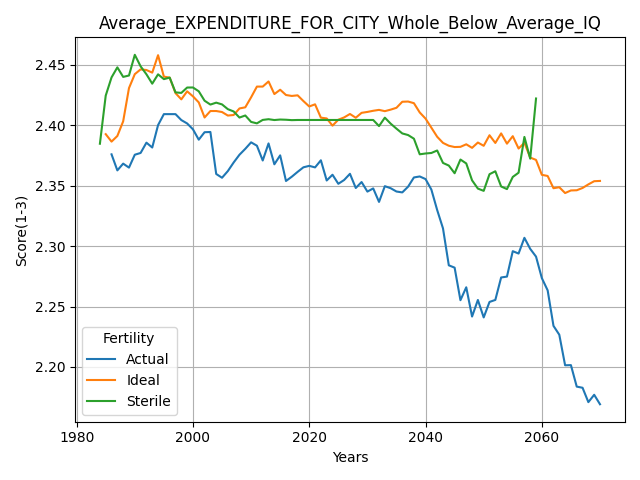 Average_EXPENDITURE_FOR_CITY_Whole_Below_Average_IQ
Score(1-3)
2.45
2.40
2.35
2.30
2.25
2.20
Fertility
Actual
Ideal
Sterile
1980 2000 2020 2040 2060
Years